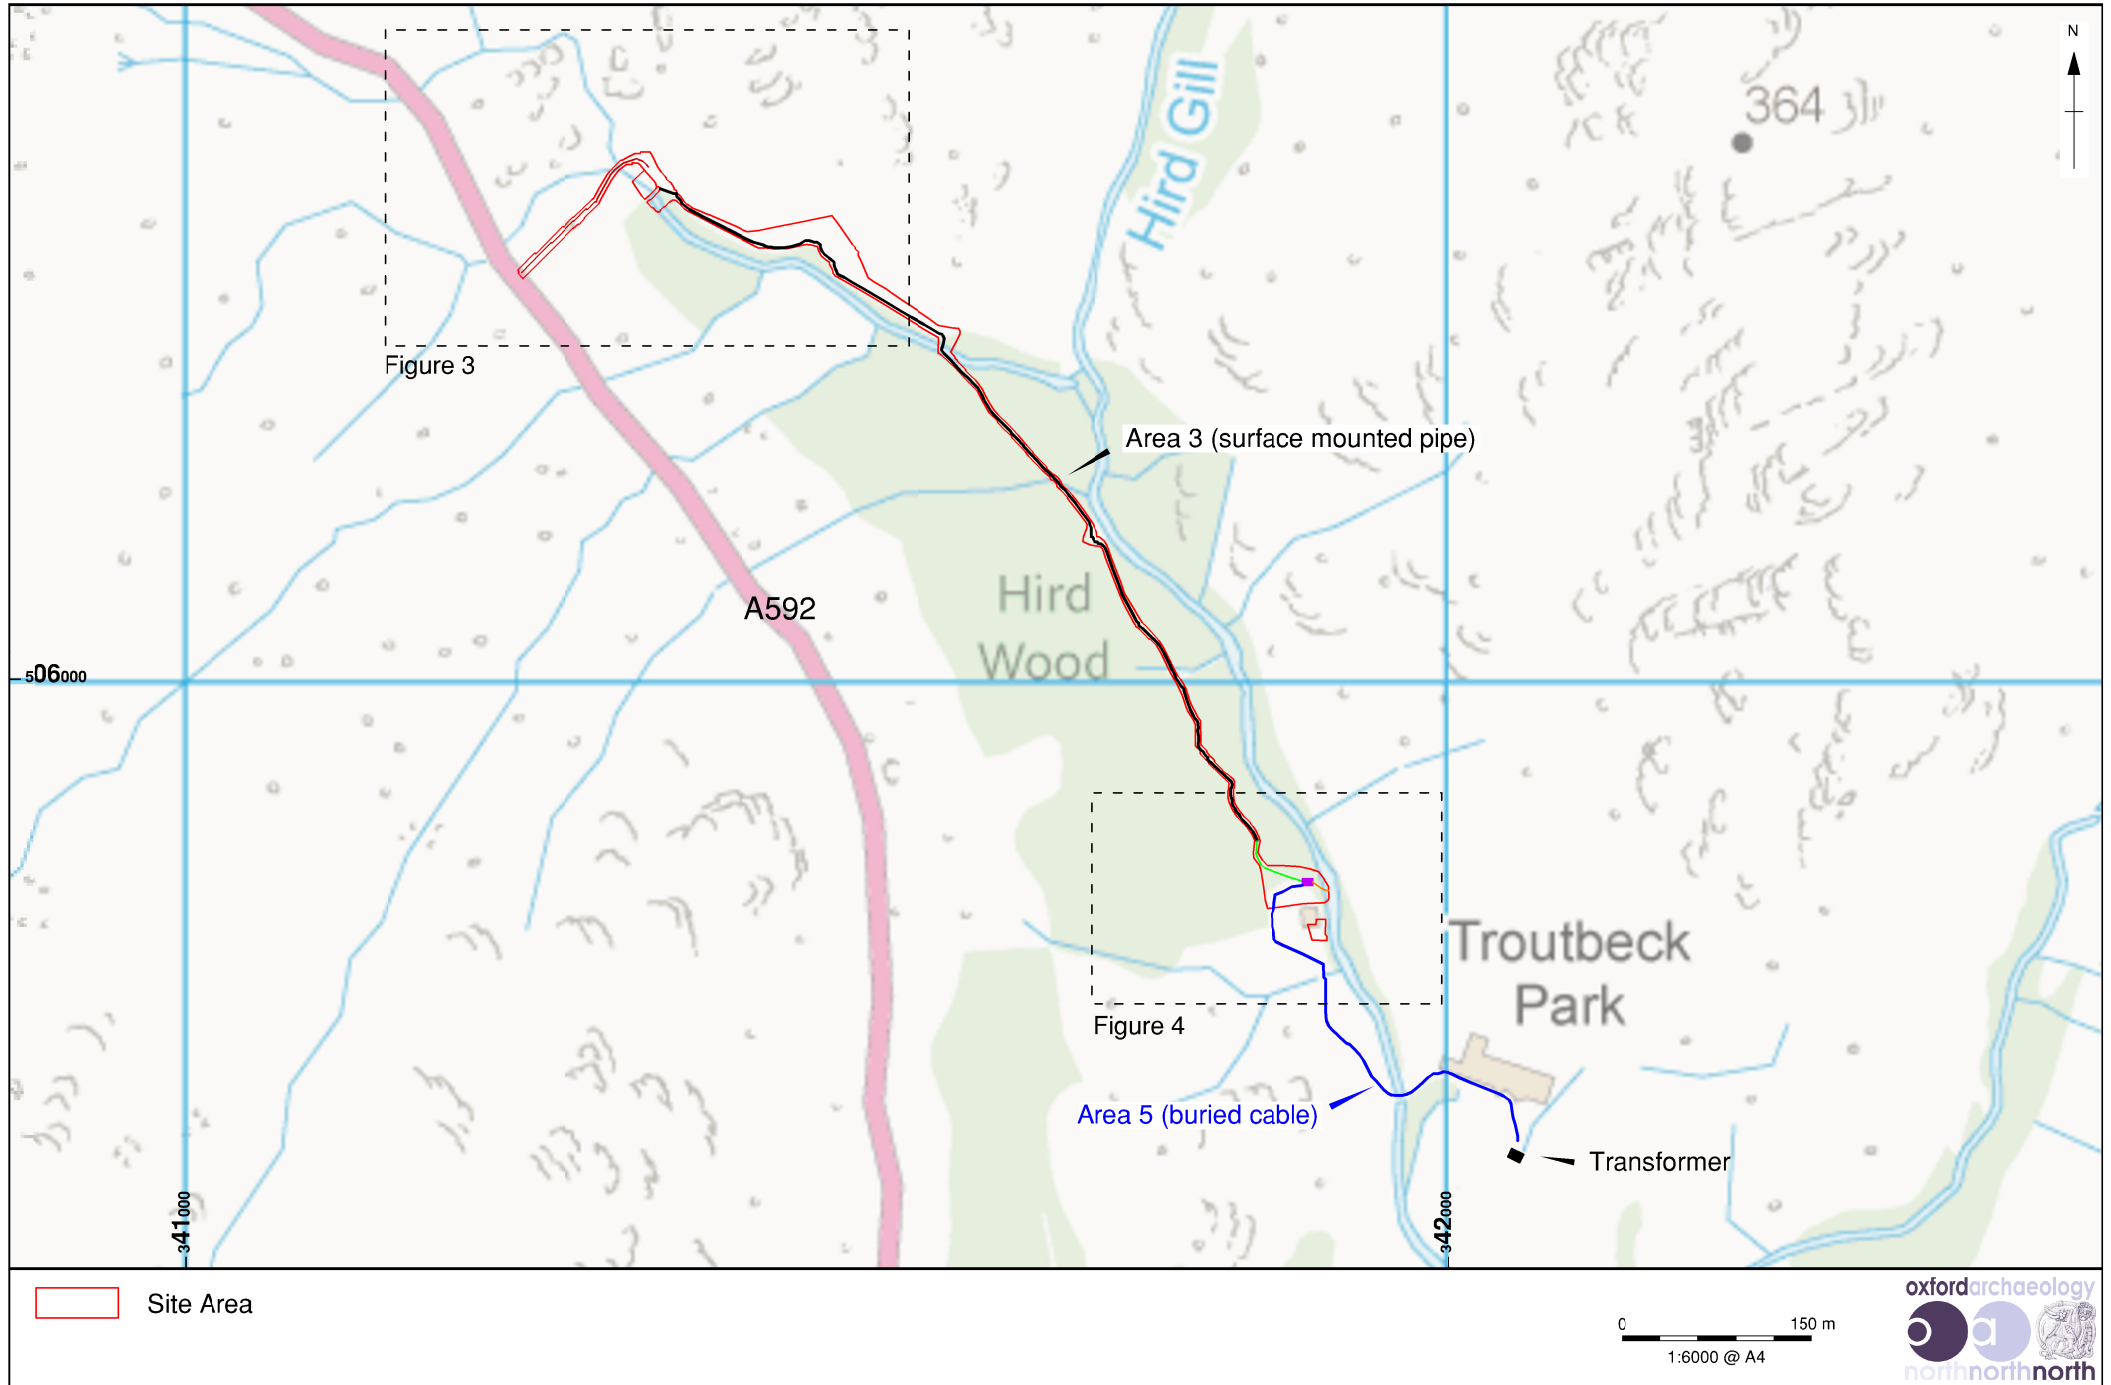 N
364
Hird Gill
Figure 3
Area 3 (surface mounted pipe)
Hird
Wood
A592
506000
Troutbeck
Park
Figure 4
Area 5 (buried cable)
Transformer
341000
342000
Site Area
0 150 m
1:6000 @ A4
oxfordarchaeology
oa
northnorthnorth